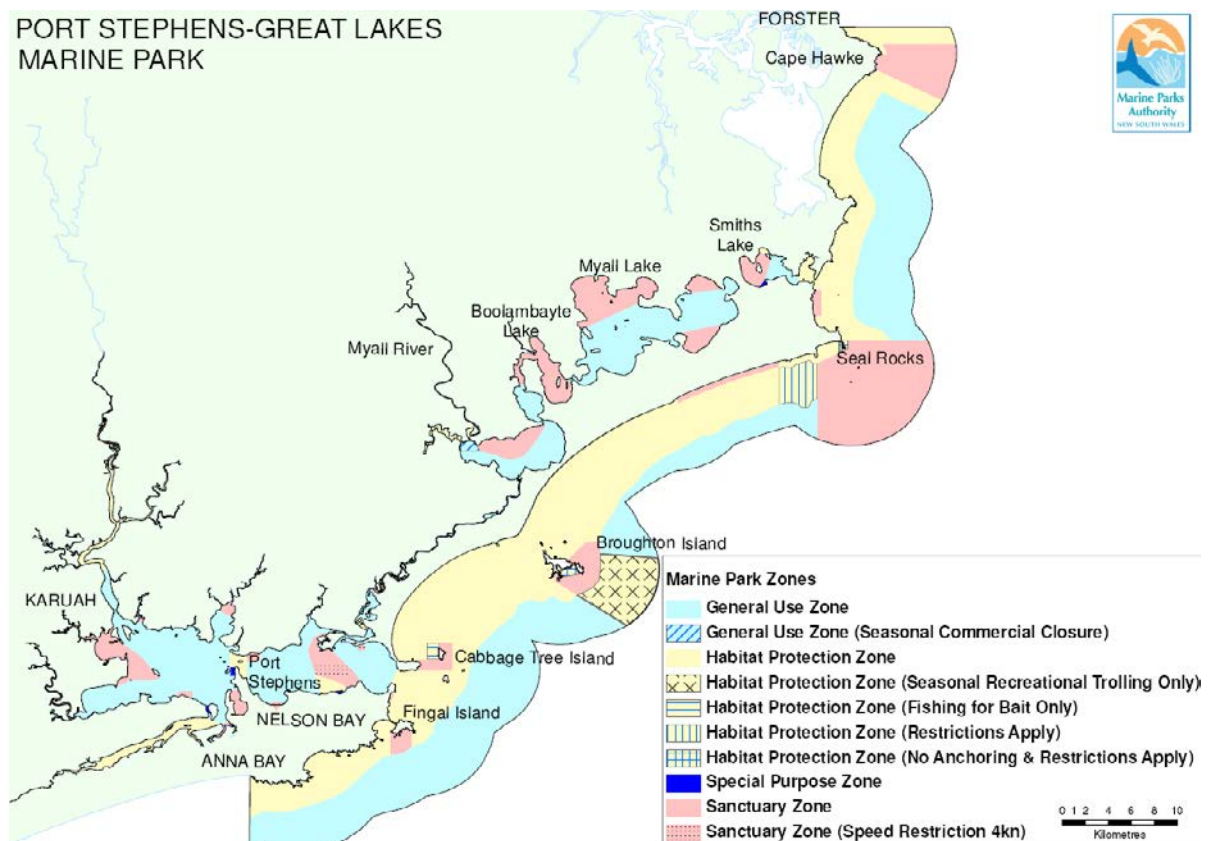 PORT STEPHENS-GREAT LAKES
MARINE PARK
FORSTER
Cape Hawke
Marine Parks
Authority
NEW SOUTH WALES
Smiths
Lake
Myall Lake
Boolambayte
Lake
Myall River
Seal Rocks
Broughton Island
KARUAH
Port
Stephens
Cabbage Tree Island
NELSON BAY
Fingal Island
ANNA BAY
Marine Park Zones
General Use Zone
General Use Zone (Seasonal Commercial Closure)
Habitat Protection Zone
Habitat Protection Zone (Seasonal Recreational Trolling Only)
Habitat Protection Zone (Fishing for Bait Only)
Habitat Protection Zone (Restrictions Apply)
Habitat Protection Zone (No Anchoring & Restrictions Apply)
Special Purpose Zone
Sanctuary Zone
Sanctuary Zone (Speed Restriction 4kn)
0 1 2 4 6 8 10
Kilometres